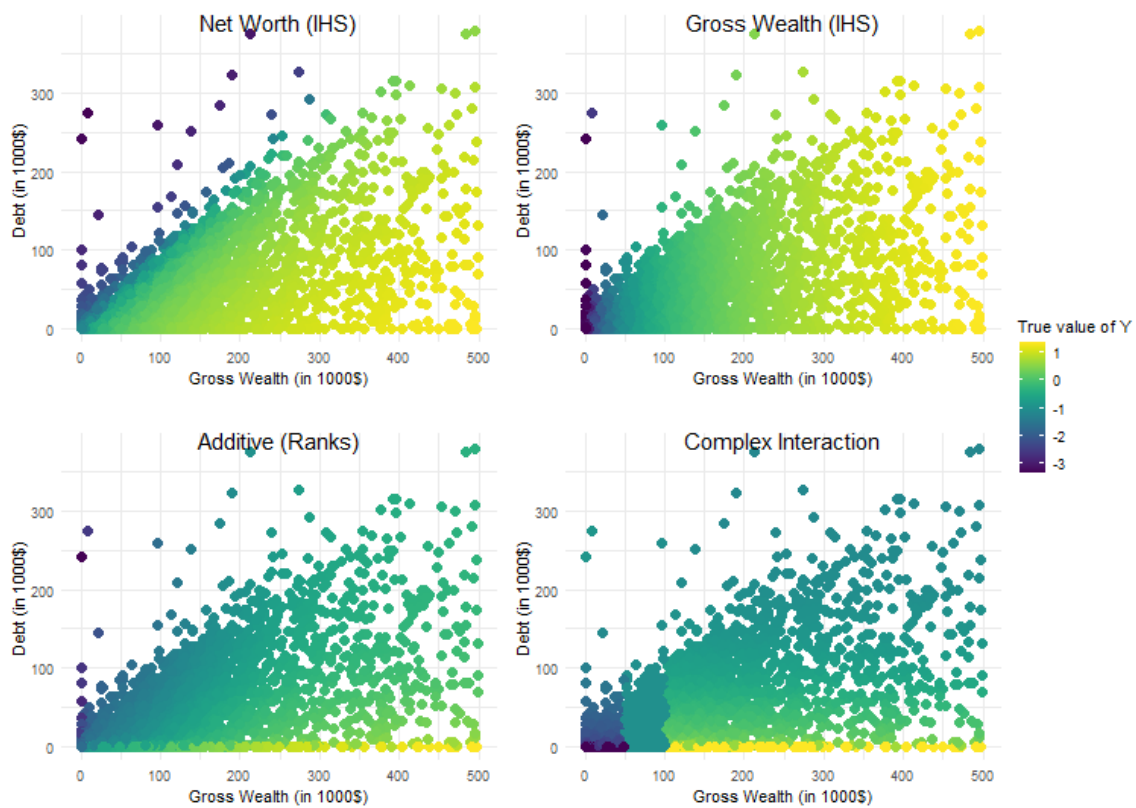 Net Worth (IHS)
Gross Wealth (IHS)
Debt (in 1000$)
300
200
100
0
0 100 200 300 400 500
Gross Wealth (in 1000$)
Debt (in 1000$)
300
200
100
0
0 100 200 300 400 500
Gross Wealth (in 1000$)
True value of Y
1
0
-1
-2
-3
Additive (Ranks)
Complex Interaction
Debt (in 1000$)
300
200
100
0
0 100 200 300 400 500
Gross Wealth (in 1000$)
Debt (in 1000$)
300
200
100
0
0 100 200 300 400 500
Gross Wealth (in 1000$)